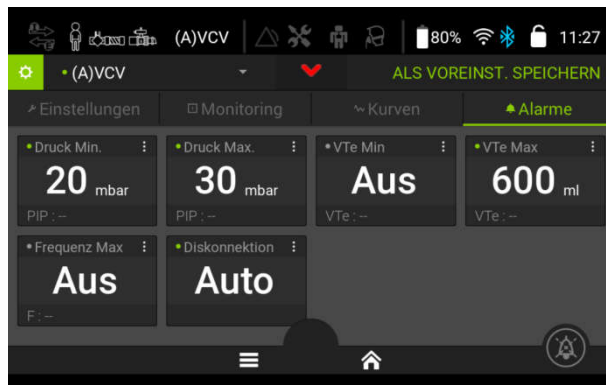 (A)VCV 80% 11:27
(A)VCV ALS VOREINST. SPEICHERN
Einstellungen Monitoring Kurven Alarme
Druck Min. Druck Max. VTe Min VTe Max
20 mbar 30 mbar Aus 600 ml
PIP : -- PIP : -- VTe : -- VTe : --
Frequenz Max Diskonnektion
Aus Auto
F : --